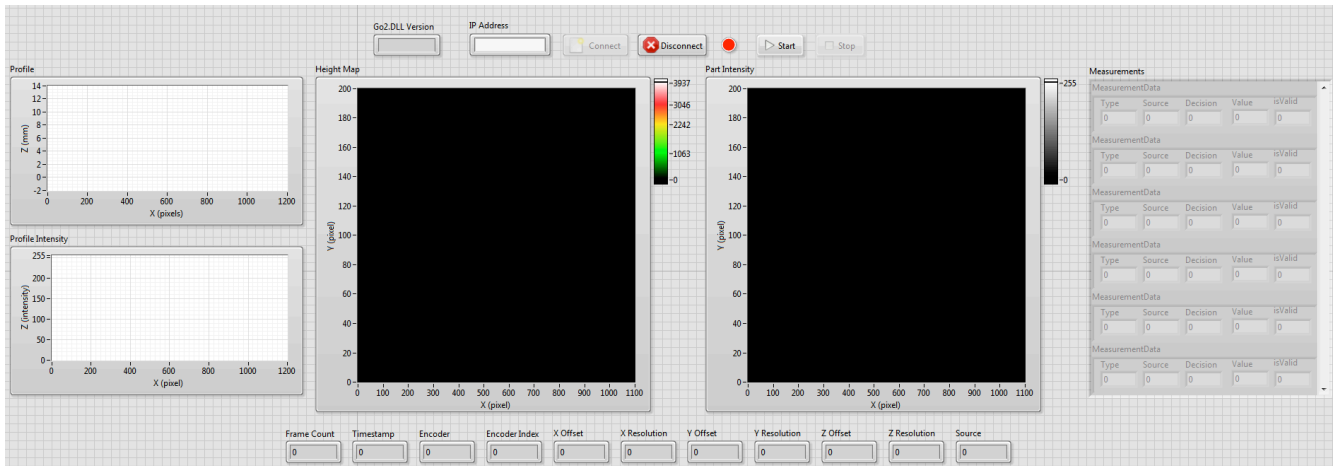 Go2.DLL Version
IP Address
Connect
Disconnect
Start
Stop
Profile
14
12
10
8
6
4
2
0
-2
Z (mm)
0 200 400 600 800 1000 1200
X (pixels)
Profile Intensity
255
200
150
100
50
0
Z (intensity)
0 200 400 600 800 1000 1200
X (pixel)
Height Map
200
180
160
140
120
100
80
60
40
20
0
Y (pixel)
0 100 200 300 400 500 600 700 800 900 1000 1100
X (pixel)
3937
3046
2242
1063
0
Part Intensity
200
180
160
140
120
100
80
60
40
20
0
Y (pixel)
0 100 200 300 400 500 600 700 800 900 1000 1100
X (pixel)
255
0
Measurements
MeasurementData
Type Source Decision Value isValid
0 0 0 0 0
MeasurementData
Type Source Decision Value isValid
0 0 0 0 0
MeasurementData
Type Source Decision Value isValid
0 0 0 0 0
MeasurementData
Type Source Decision Value isValid
0 0 0 0 0
MeasurementData
Type Source Decision Value isValid
0 0 0 0 0
MeasurementData
Type Source Decision Value isValid
0 0 0 0 0
Frame Count Timestamp Encoder Encoder Index X Offset X Resolution Y Offset Y Resolution Z Offset Z Resolution Source
0 0 0 0 0 0 0 0 0 0 0